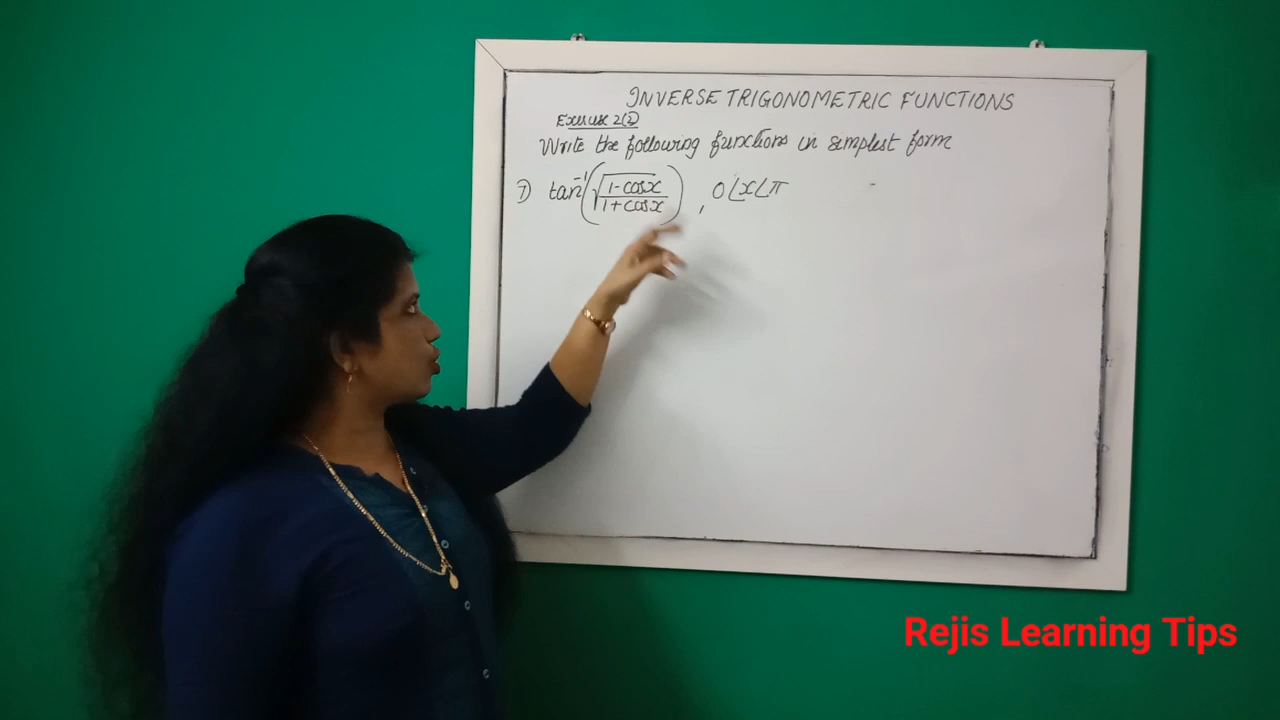 INVERSE TRIGONOMETRIC FUNCTIONS
Exercise 2(2)
Write the following functions in simplest form
7) tan⁻¹(√(1-cosx/1+cosx)), 0<x<π
Rejis Learning Tips